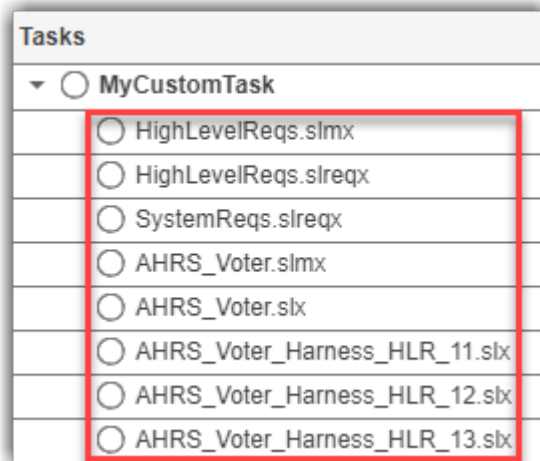 Tasks
MyCustomTask
HighLevelReqs.slmx
HighLevelReqs.slreqx
SystemReqs.slreqx
AHRS_Voter.slmx
AHRS_Voter.slx
AHRS_Voter_Harness_HLR_11.slx
AHRS_Voter_Harness_HLR_12.slx
AHRS_Voter_Harness_HLR_13.slx